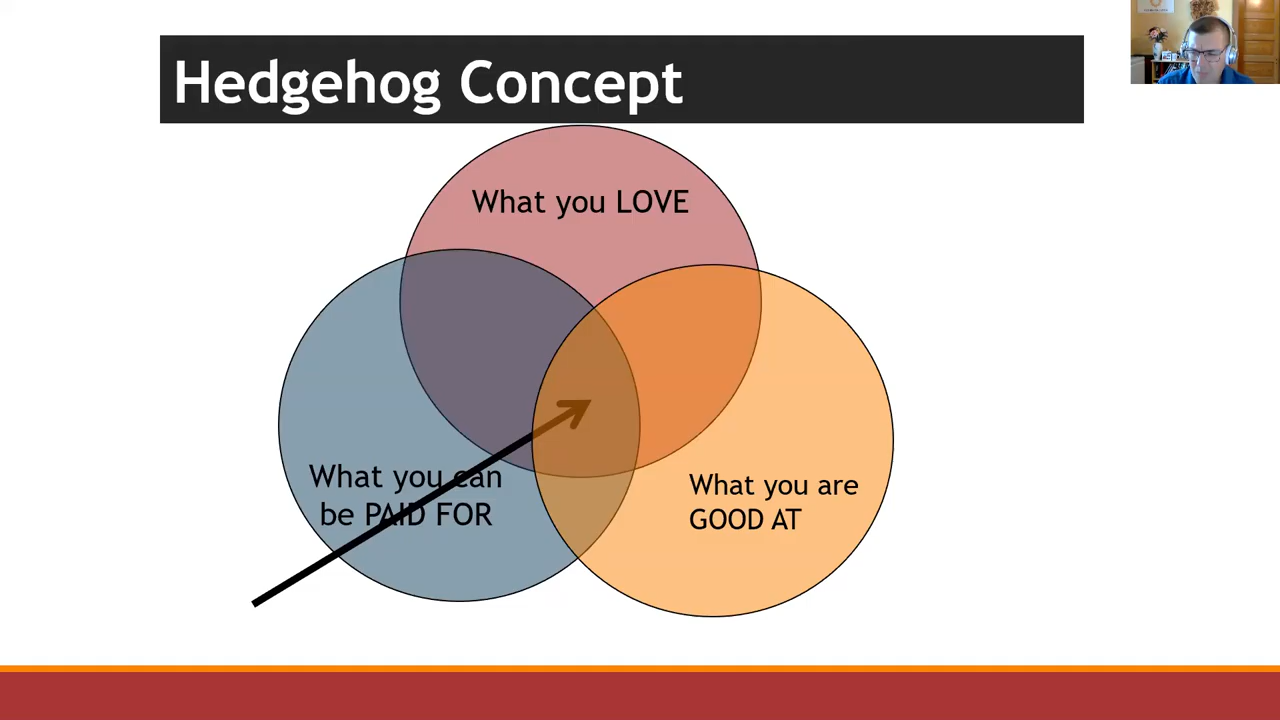 Hedgehog Concept
What you LOVE
What you can
be PAID FOR
What you are
GOOD AT